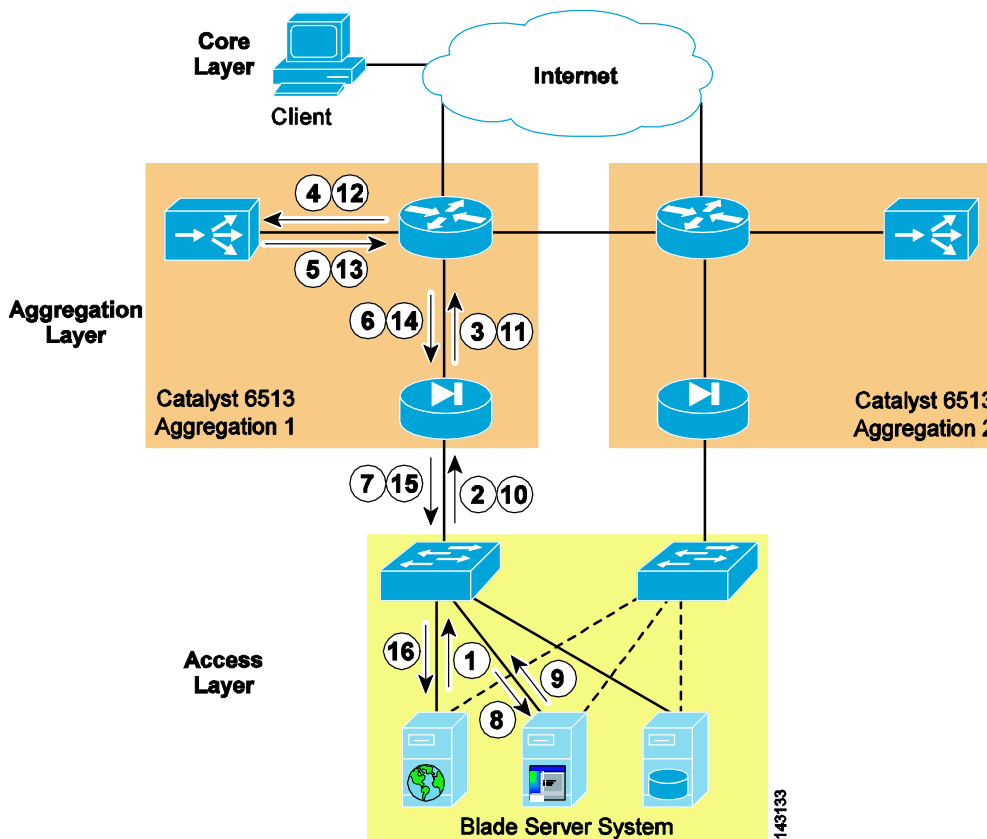 Core
Layer
Internet
Client
4 12
5 13
Aggregation
Layer
6 14
3 11
Catalyst 6513
Aggregation 1
Catalyst 6513
Aggregation 2
7 15
2 10
Access
Layer
16
1
9
8
Blade Server System
143133